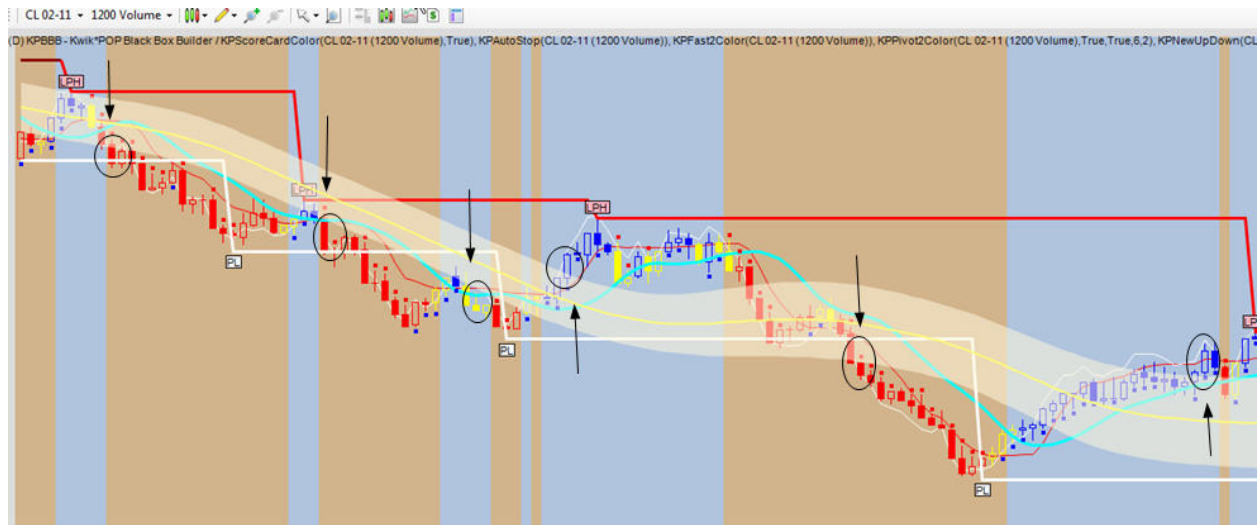 CL 02-11 1200 Volume
(D) KPBBB - Kwik*POP Black Box Builder / KPScoreCardColor(CL 02-11 (1200 Volume),True), KPAutoStop(CL 02-11 (1200 Volume)), KPFast2Color(CL 02-11 (1200 Volume)), KPPivot2Color(CL 02-11 (1200 Volume),True,True,6,2), KPNewUpDown(CL
LPH
LPH
LPH
PL
LP
PL
PL